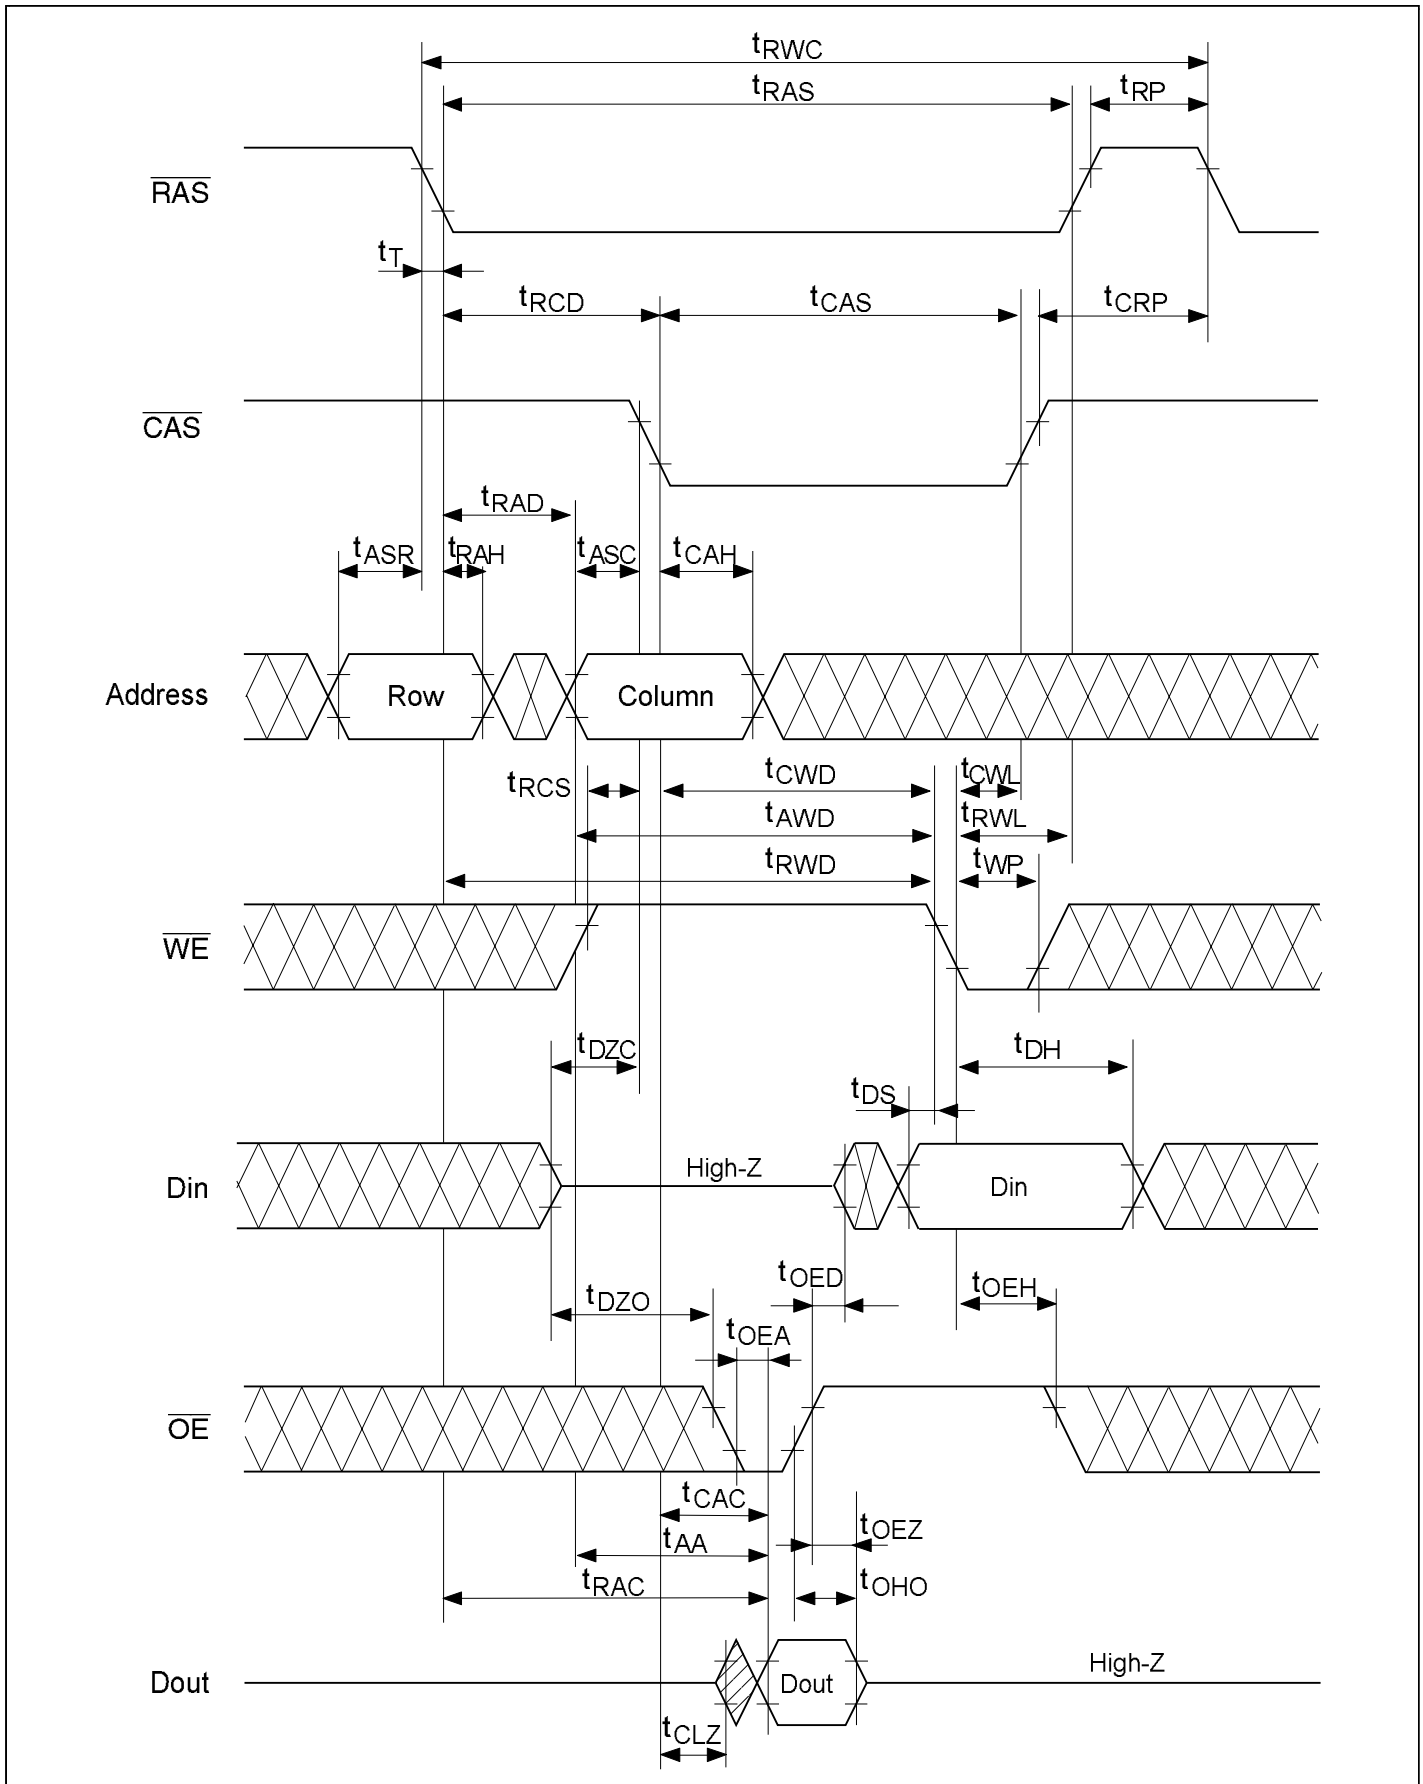 tRWC
tRAS
tRP
RAS
tT
tRCD
tCAS
tCRP
CAS
tRAD
tASR
tRAH
tASC
tCAH
Address
Row
Column
tRCS
tCWD
tCWL
tAWD
tRWL
tRWD
tWP
WE
tDZC
tDH
tDS
Din
High-Z
Din
tOED
tOEH
tDZO
tOEA
OE
tCAC
tOEZ
tAA
tRAC
tOHO
Dout
Dout
High-Z
tCLZ